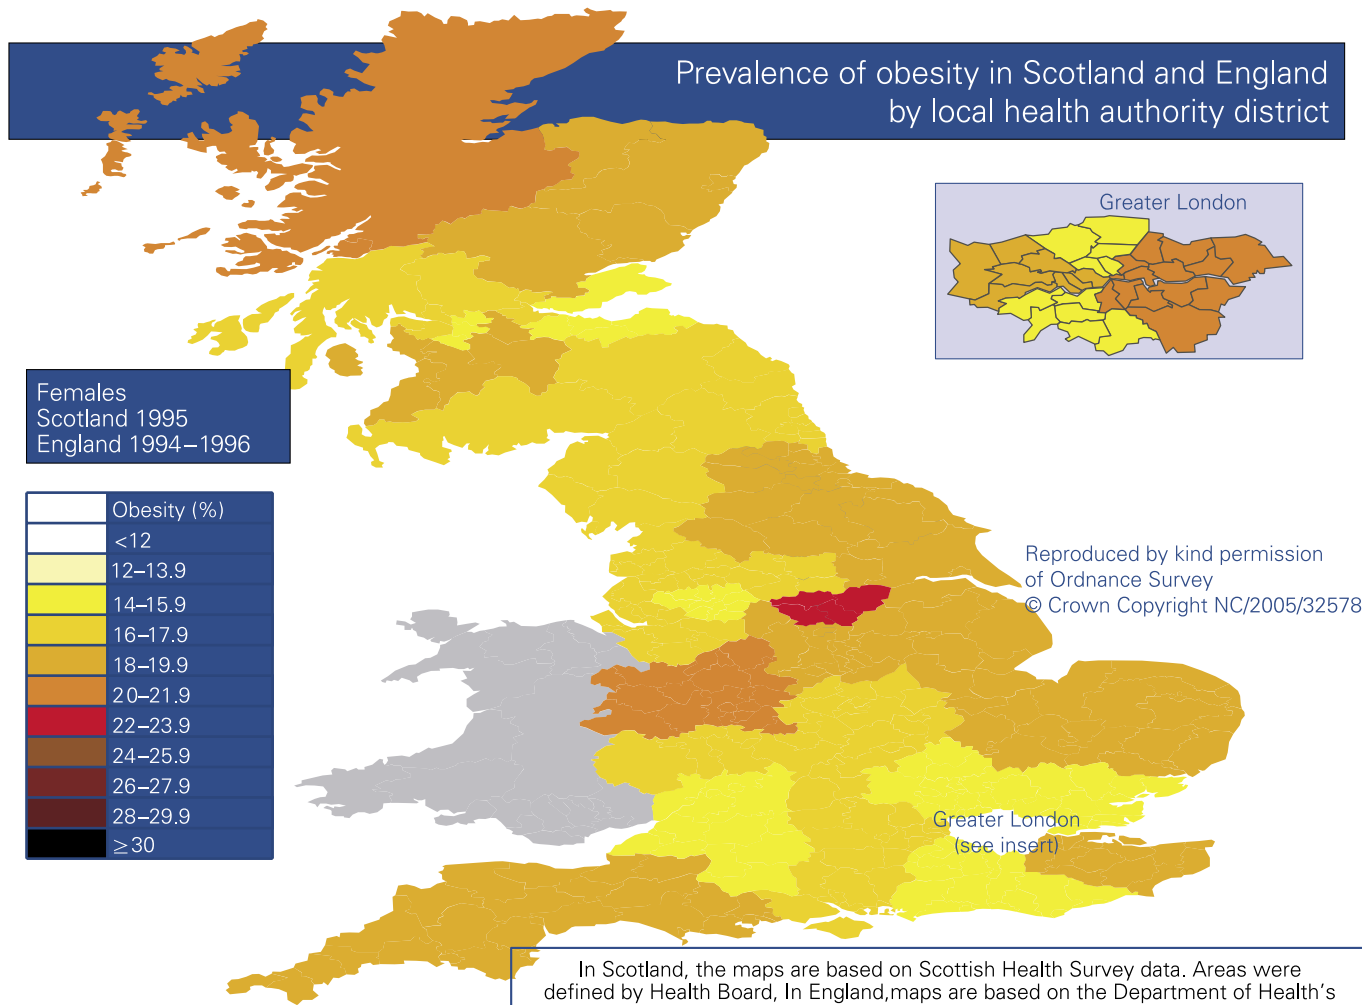 Prevalence of obesity in Scotland and England
by local health authority district
Greater London
Females
Scotland 1995
England 1994–1996
Obesity (%)
<12
12–13.9
14–15.9
16–17.9
18–19.9
20–21.9
22–23.9
24–25.9
26–27.9
28–29.9
≥30
Reproduced by kind permission
of Ordnance Survey
© Crown Copyright NC/2005/32578
Greater London
(see insert)
In Scotland, the maps are based on Scottish Health Survey data. Areas were
defined by Health Board, In England,maps are based on the Department of Health's